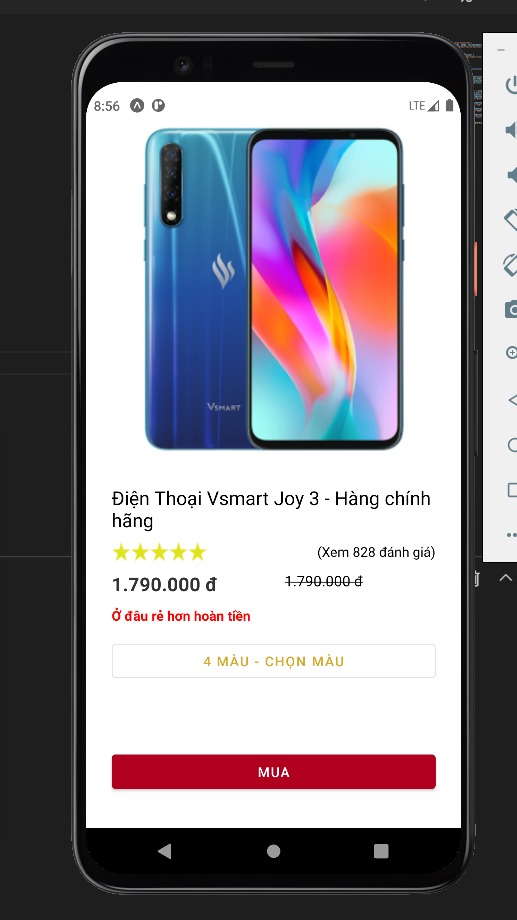 8:56
LTE
VSMART
Điện Thoại Vsmart Joy 3 - Hàng chính
hãng
(Xem 828 đánh giá)
1.790.000 đ
1.790.000 đ
Ở đâu rẻ hơn hoàn tiền
4 MÀU - CHỌN MÀU
MUA